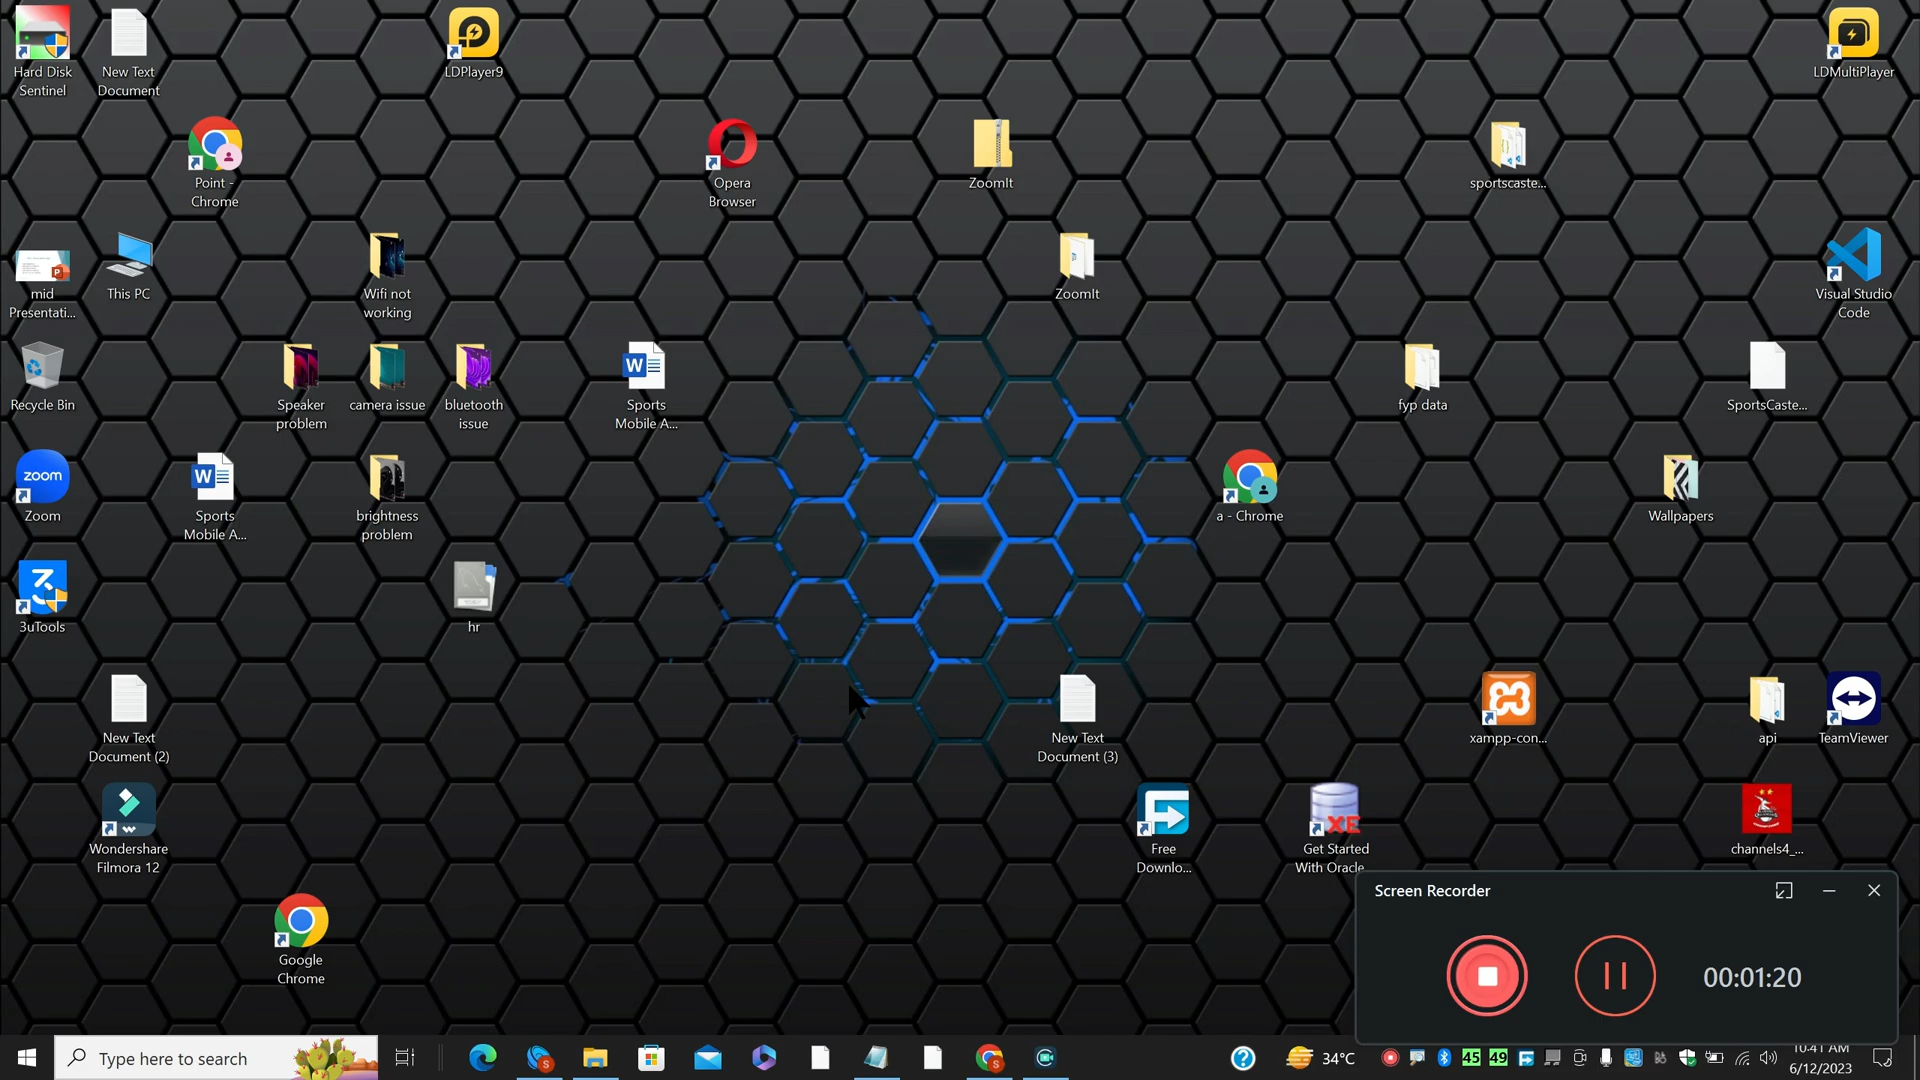 Hard Disk
Sentinel
New Text
Document
LDPlayer9
LDMultiPlayer
Point -
Chrome
Opera
Browser
ZoomIt
sportscaste...
mid
Presentati...
This PC
Wifi not
working
ZoomIt
Visual Studio
Code
Recycle Bin
Speaker
problem
camera issue
bluetooth
issue
Sports
Mobile A...
fyp data
SportsCaste...
zoom
Zoom
Sports
Mobile A...
brightness
problem
a - Chrome
Wallpapers
3uTools
hr
New Text
Document (2)
New Text
Document (3)
xampp-con...
api
TeamViewer
Wondershare
Filmora 12
Free
Downlo...
XE
Get Started
With Oracle
channels4_...
Google
Chrome
Screen Recorder
00:01:20
Type here to search
34°C
45
49
10:41 AM
6/12/2023